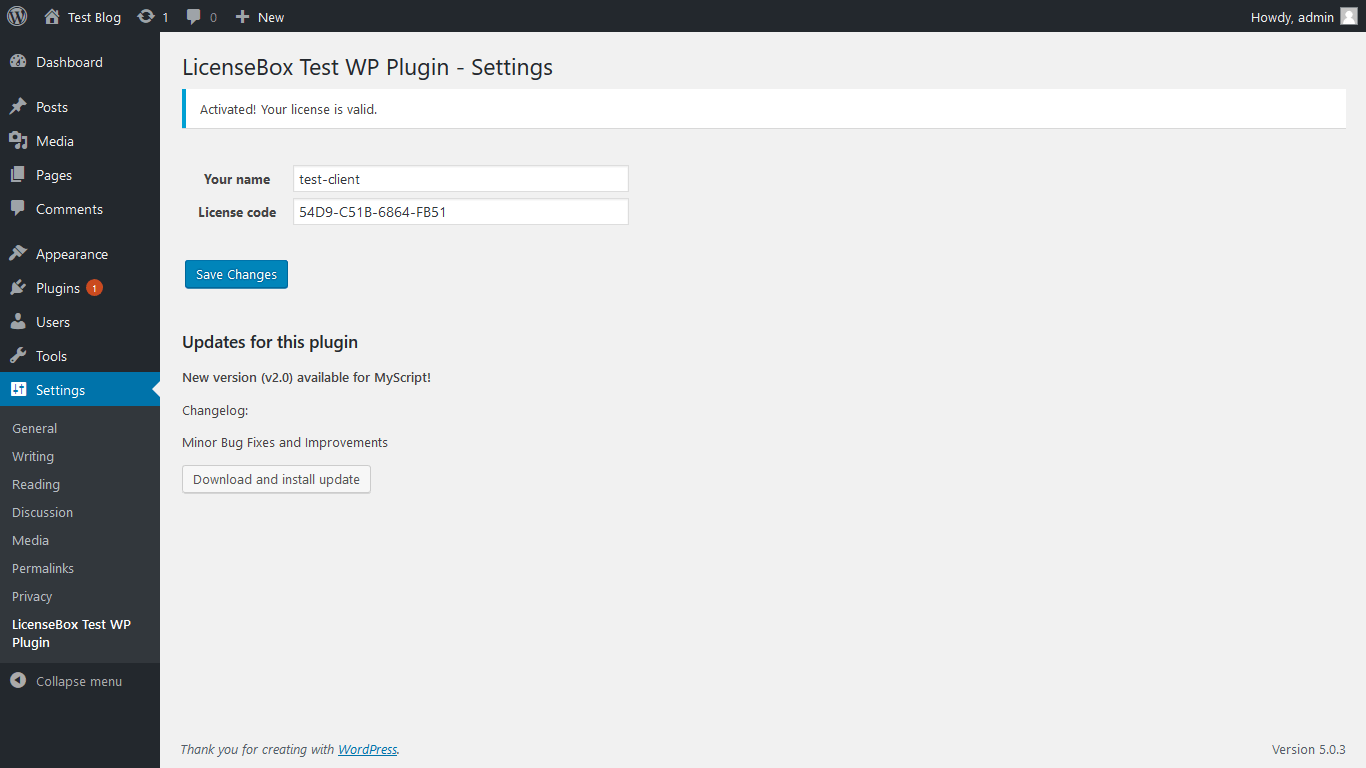 Test Blog 1 0 New Howdy, admin
Dashboard
Posts
Media
Pages
Comments
Appearance
Plugins 1
Users
Tools
Settings
General
Writing
Reading
Discussion
Media
Permalinks
Privacy
LicenseBox Test WP
Plugin
Collapse menu
LicenseBox Test WP Plugin - Settings
Activated! Your license is valid.
Your name test-client
License code 54D9-C51B-6864-FB51
Save Changes
Updates for this plugin
New version (v2.0) available for MyScript!
Changelog:
Minor Bug Fixes and Improvements
Download and install update
Thank you for creating with WordPress. Version 5.0.3